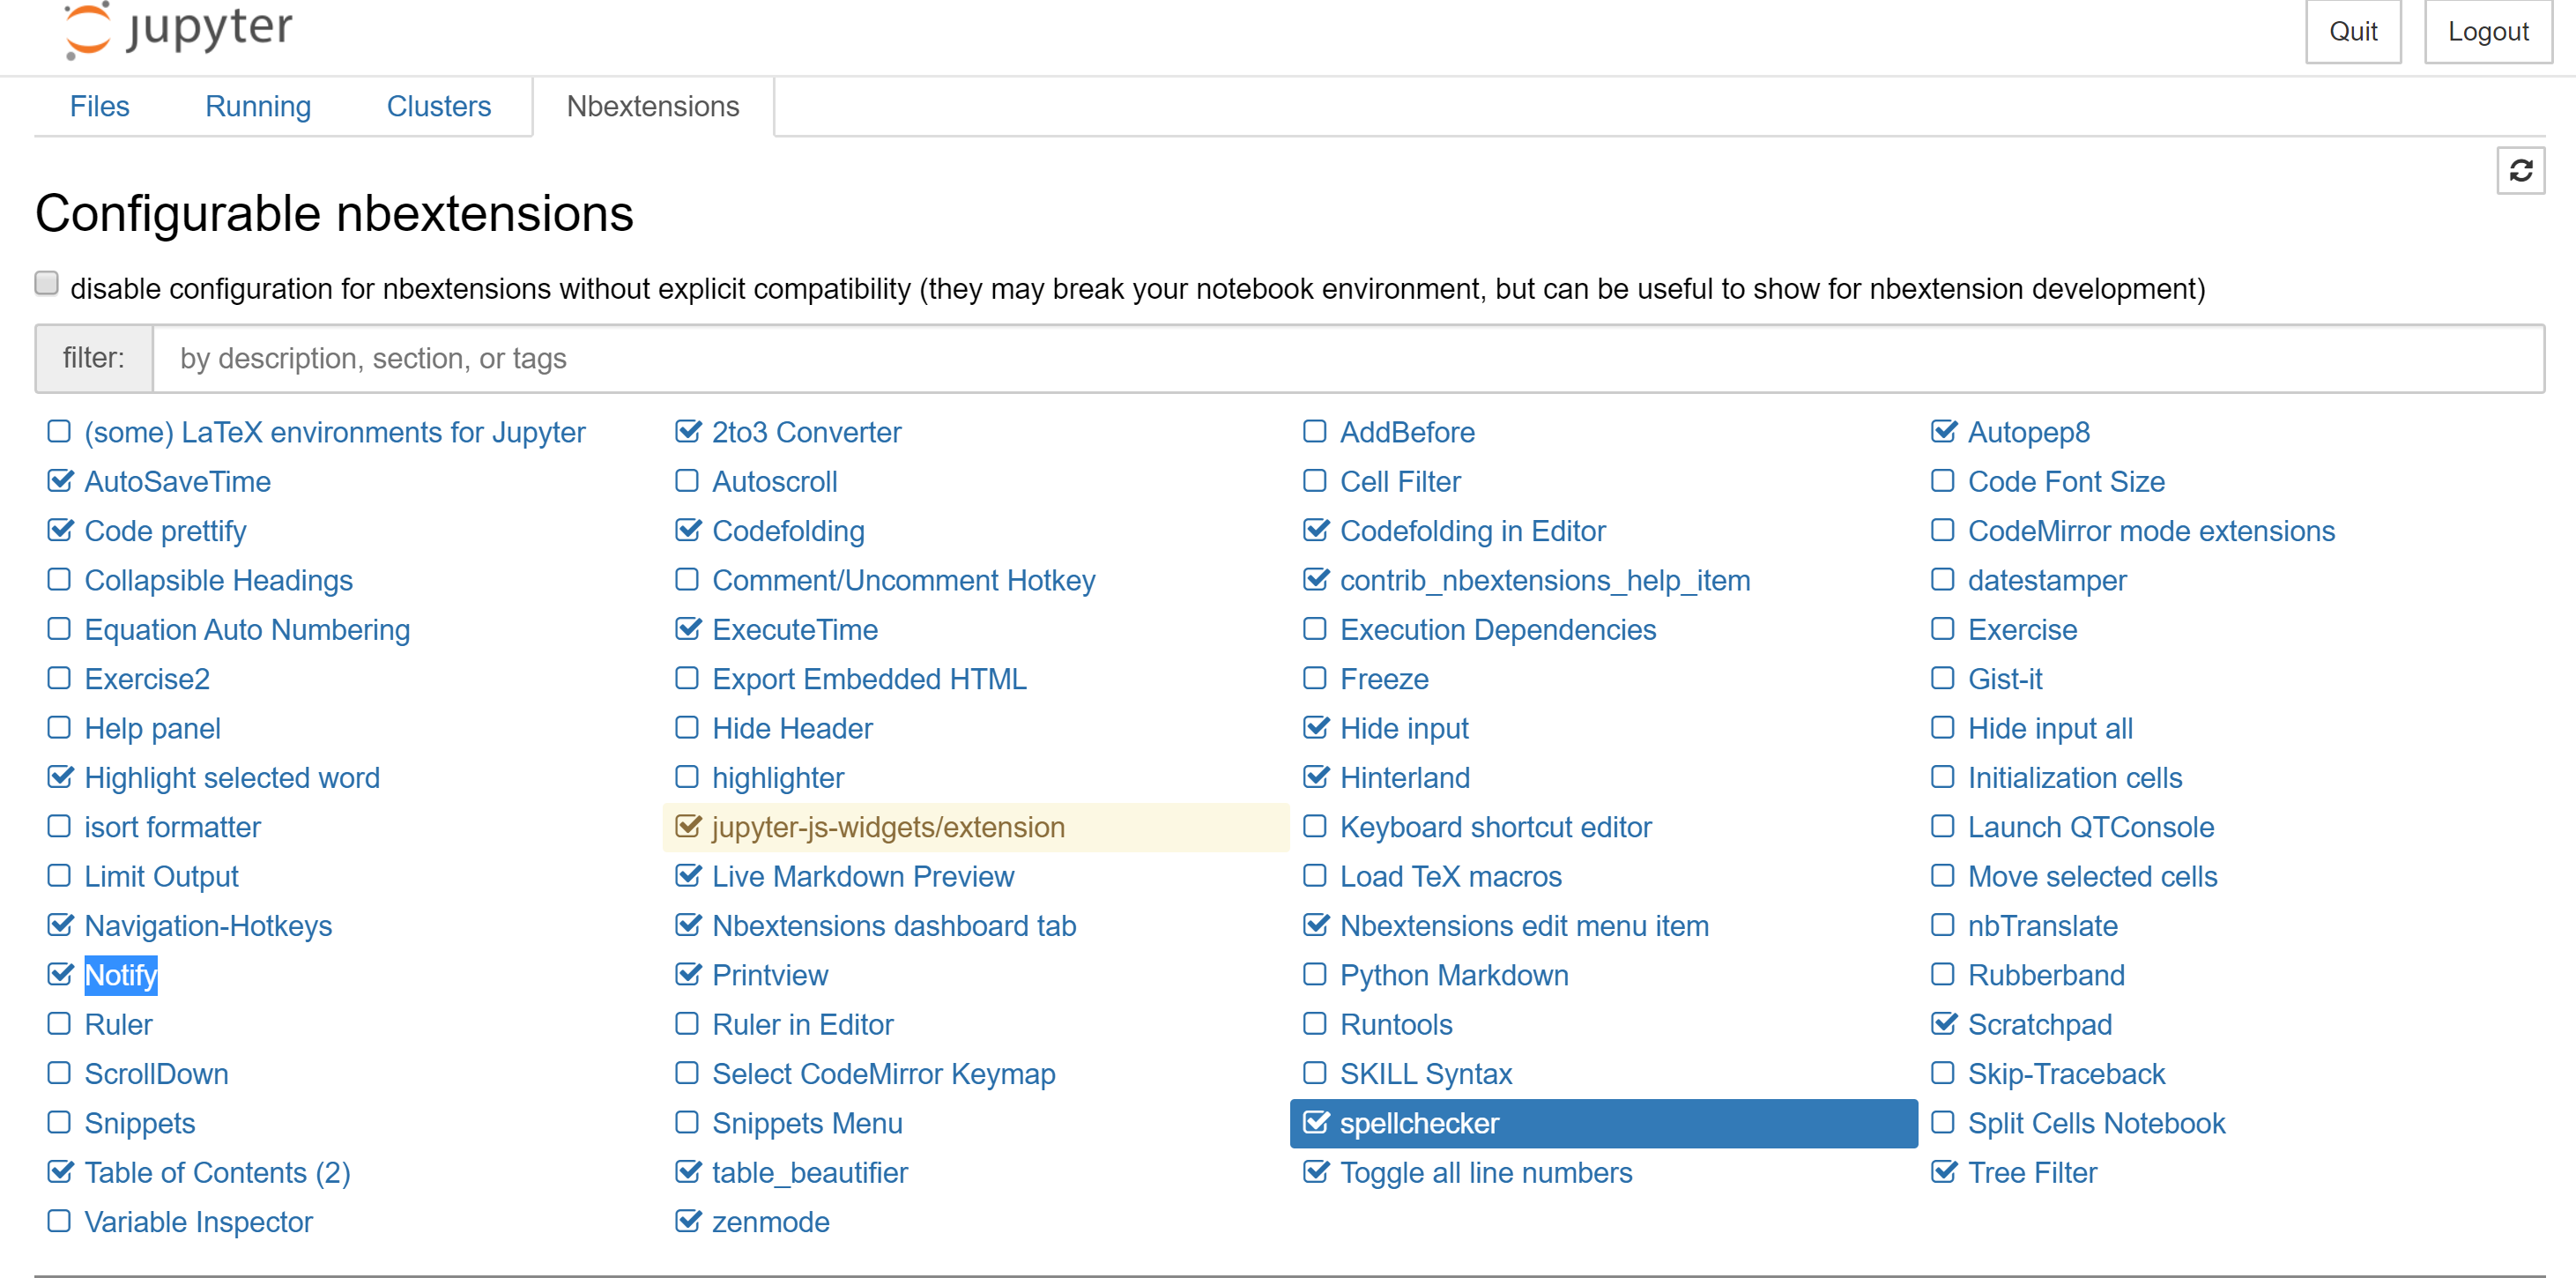 jupyter
Quit Logout
Files Running Clusters Nbextensions
Configurable nbextensions
disable configuration for nbextensions without explicit compatibility (they may break your notebook environment, but can be useful to show for nbextension development)
filter: by description, section, or tags
(some) LaTeX environments for Jupyter 2to3 Converter AddBefore Autopep8
AutoSaveTime Autoscroll Cell Filter Code Font Size
Code prettify Codefolding Codefolding in Editor CodeMirror mode extensions
Collapsible Headings Comment/Uncomment Hotkey contrib_nbextensions_help_item datestamper
Equation Auto Numbering ExecuteTime Execution Dependencies Exercise
Exercise2 Export Embedded HTML Freeze Gist-it
Help panel Hide Header Hide input Hide input all
Highlight selected word highlighter Hinterland Initialization cells
isort formatter jupyter-js-widgets/extension Keyboard shortcut editor Launch QTConsole
Limit Output Live Markdown Preview Load TeX macros Move selected cells
Navigation-Hotkeys Nbextensions dashboard tab Nbextensions edit menu item nbTranslate
Notify Printview Python Markdown Rubberband
Ruler Ruler in Editor Runtools Scratchpad
ScrollDown Select CodeMirror Keymap SKILL Syntax Skip-Traceback
Snippets Snippets Menu spellchecker Split Cells Notebook
Table of Contents (2) table_beautifier Toggle all line numbers Tree Filter
Variable Inspector zenmode